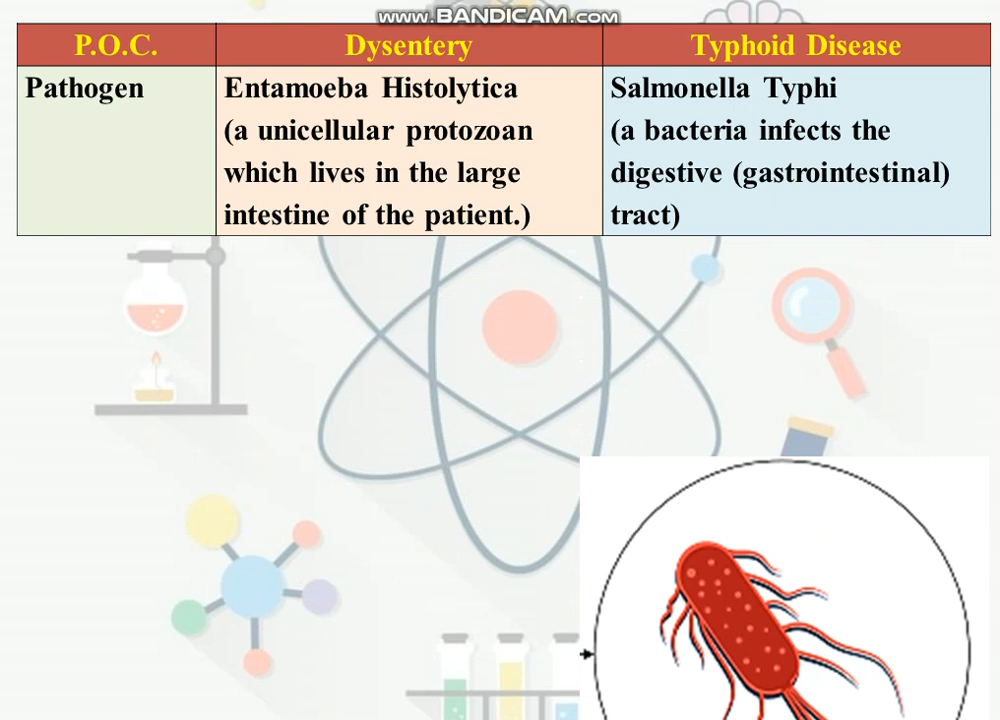 www.BANDICAM.com
P.O.C. Dysentery Typhoid Disease
Pathogen
Entamoeba Histolytica
(a unicellular protozoan
which lives in the large
intestine of the patient.)
Salmonella Typhi
(a bacteria infects the
digestive (gastrointestinal)
tract)